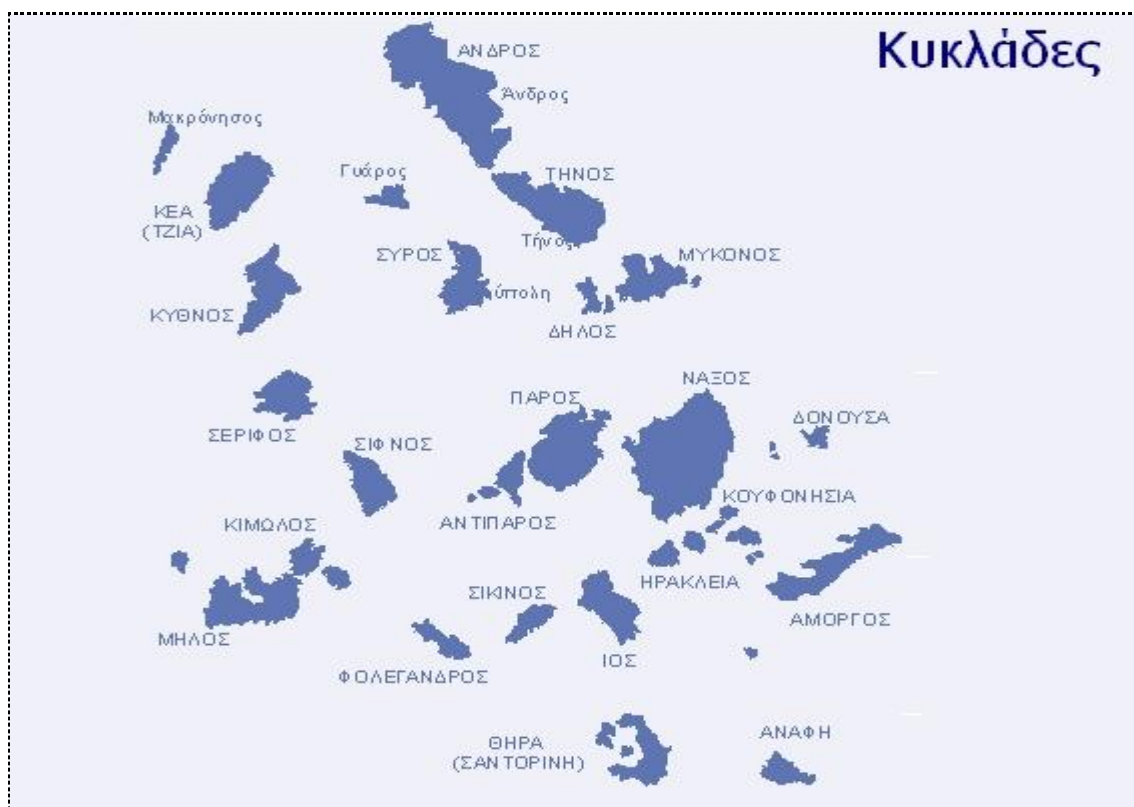 Κυκλάδες
ΑΝΔΡΟΣ
Άνδρος
Μακρόνησος
Γυάρος
ΤΗΝΟΣ
ΚΕΑ
(ΤΖΙΑ)
Τήνος
ΣΥΡΟΣ
ΜΥΚΟΝΟΣ
ύπολη
ΚΥΘΝΟΣ
ΔΗΛΟΣ
ΝΑΞΟΣ
ΠΑΡΟΣ
ΔΟΝΟΥΣΑ
ΣΕΡΙΦΟΣ
ΣΙΦΝΟΣ
ΚΟΥΦΟΝΗΣΙΑ
ΑΝΤΙΠΑΡΟΣ
ΚΙΜΩΛΟΣ
ΗΡΑΚΛΕΙΑ
ΣΙΚΙΝΟΣ
ΑΜΟΡΓΟΣ
ΜΗΛΟΣ
ΙΟΣ
ΦΟΛΕΓΑΝΔΡΟΣ
ΑΝΑΦΗ
ΘΗΡΑ
(ΣΑΝΤΟΡΙΝΗ)